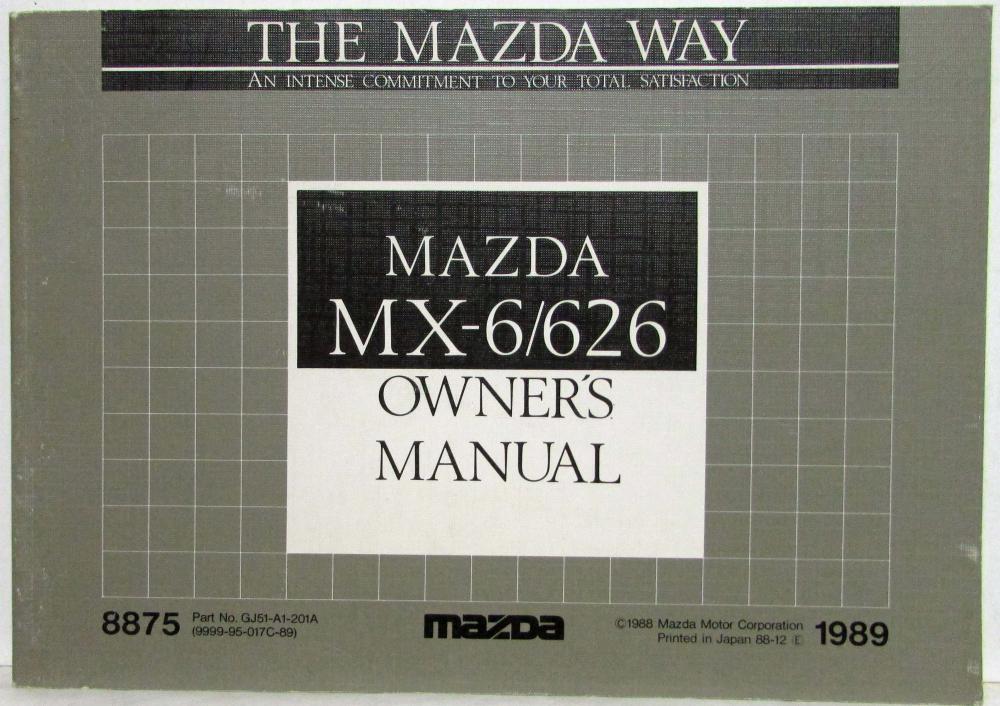 THE MAZDA WAY
AN INTENSE COMMITMENT TO YOUR TOTAL SATISFACTION
MAZDA
MX-6/626
OWNER'S
MANUAL
8875 Part No. GJ51-A1-201A
(9999-95-017C-89)
mazda
©1988 Mazda Motor Corporation
Printed in Japan 88-12 Ⓔ
1989